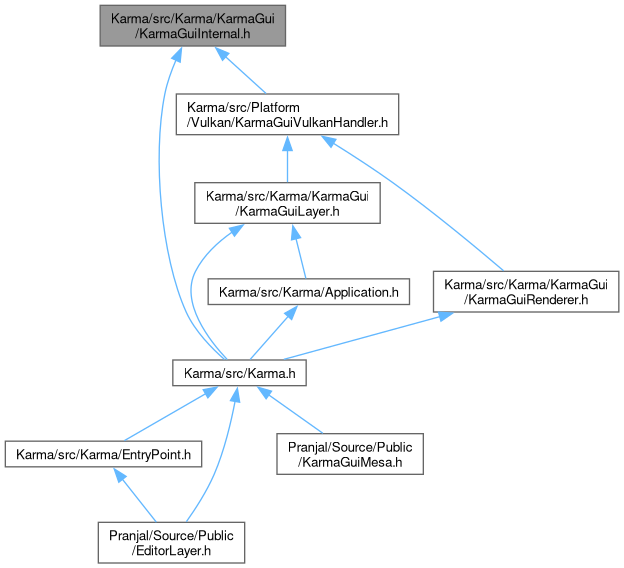 Karma/src/Karma/KarmaGui
/KarmaGuiInternal.h
Karma/src/Platform
/Vulkan/KarmaGuiVulkanHandler.h
Karma/src/Karma/KarmaGui
/KarmaGuiLayer.h
Karma/src/Karma/Application.h
Karma/src/Karma/KarmaGui
/KarmaGuiRenderer.h
Karma/src/Karma.h
Karma/src/Karma/EntryPoint.h
Pranjal/Source/Public
/KarmaGuiMesa.h
Pranjal/Source/Public
/EditorLayer.h